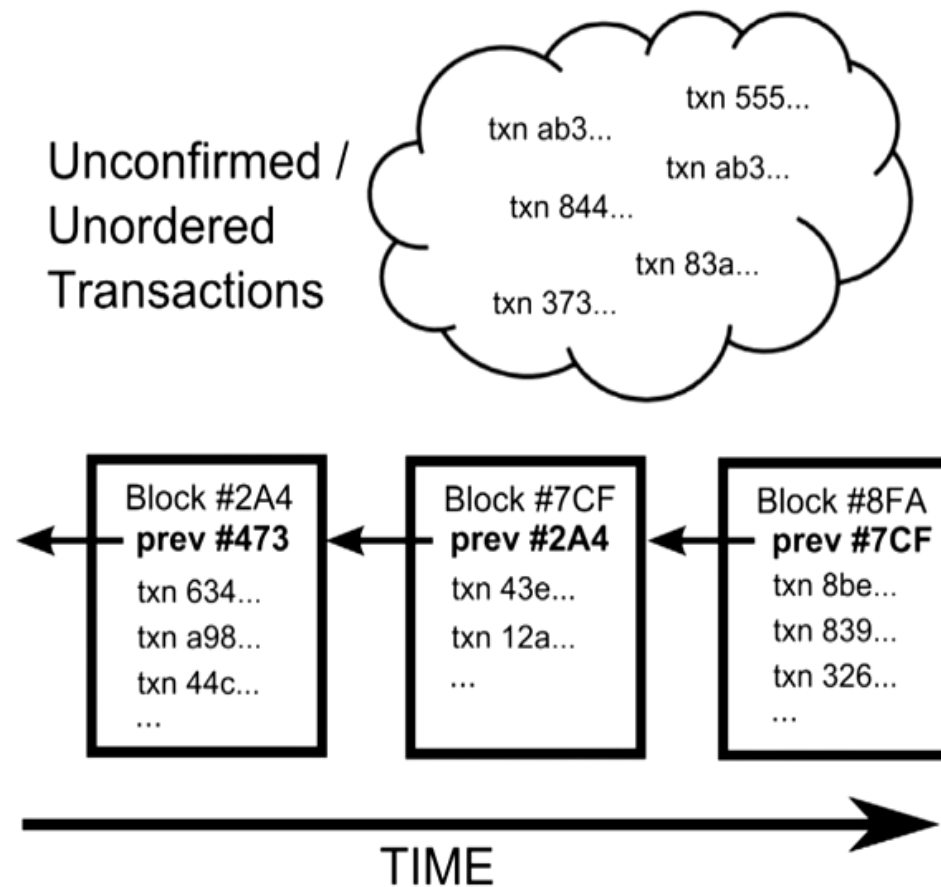 Unconfirmed /
Unordered
Transactions
txn 555...
txn ab3...
txn ab3...
txn 844...
txn 83a...
txn 373...
Block #2A4
prev #473
txn 634...
txn a98...
txn 44c...
...
Block #7CF
prev #2A4
txn 43e...
txn 12a...
...
Block #8FA
prev #7CF
txn 8be...
txn 839...
txn 326...
...
TIME